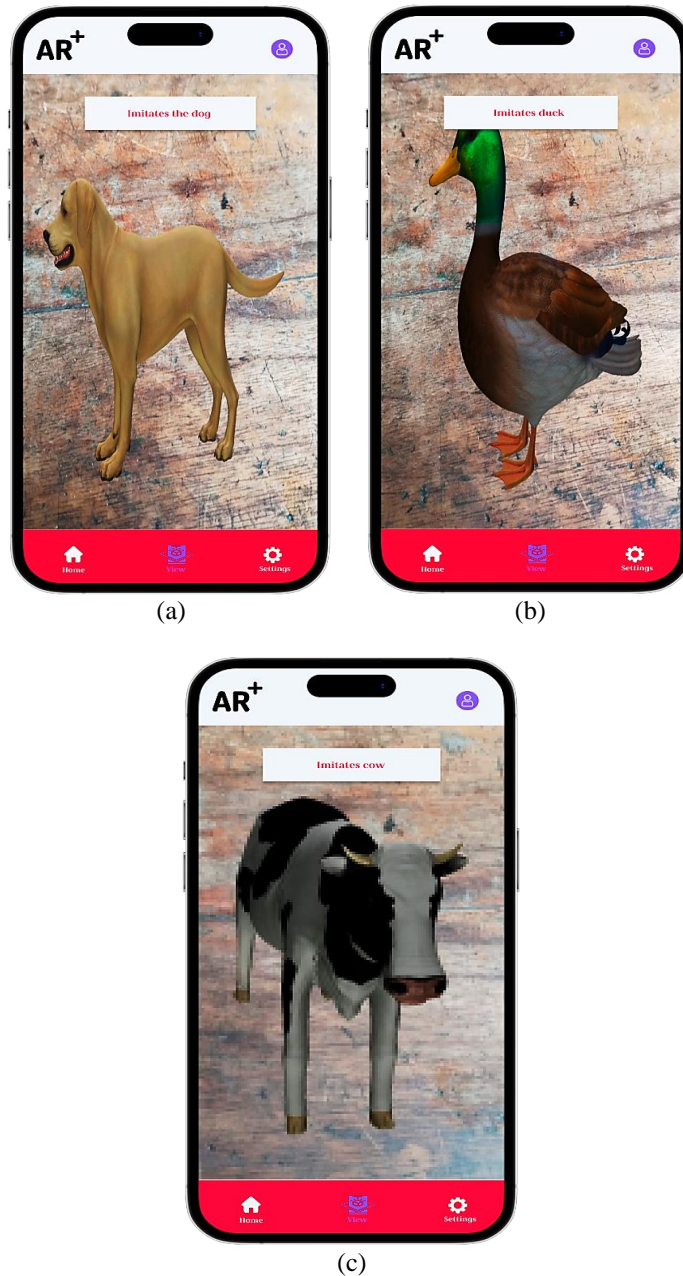 AR+
Imitates the dog
Home
View
Settings
(a)
AR+
Imitates duck
Home
View
Settings
(b)
AR+
Imitates cow
Home
View
Settings
(c)